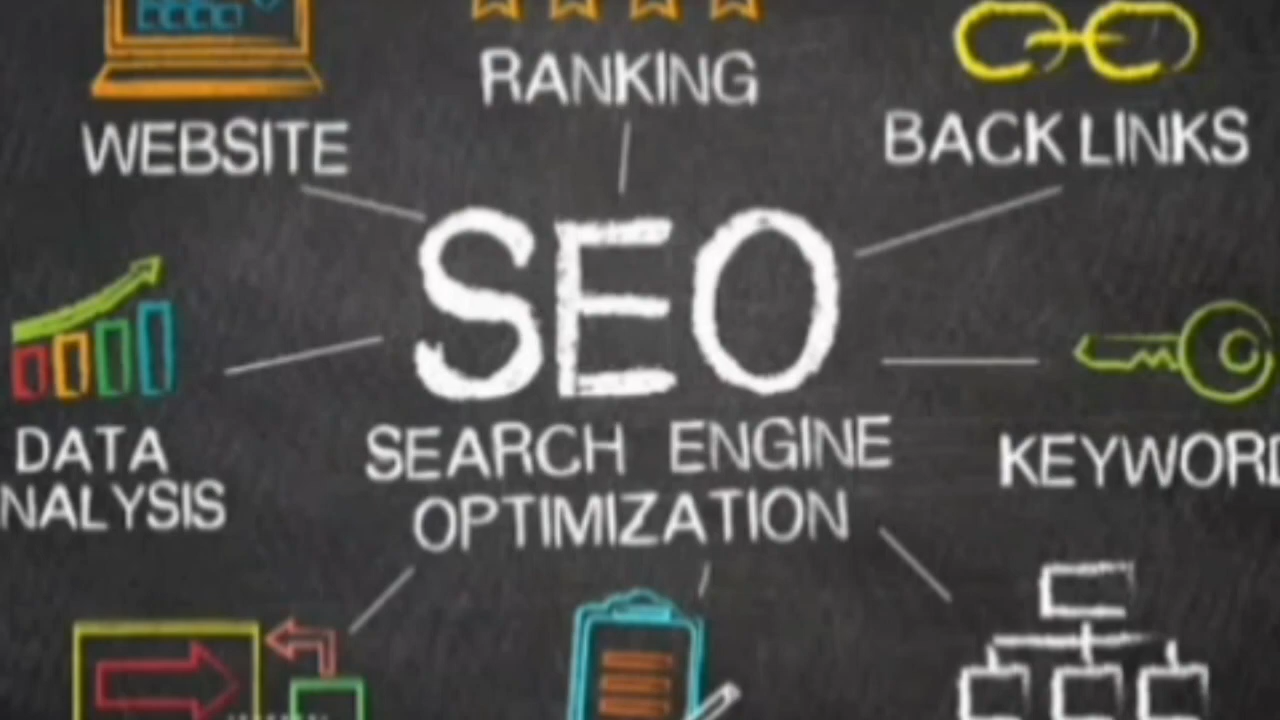 RANKING
WEBSITE
BACK LINKS
SEO
DATA
NALYSIS
KEYWORD
SEARCH ENGINE
OPTIMIZATION